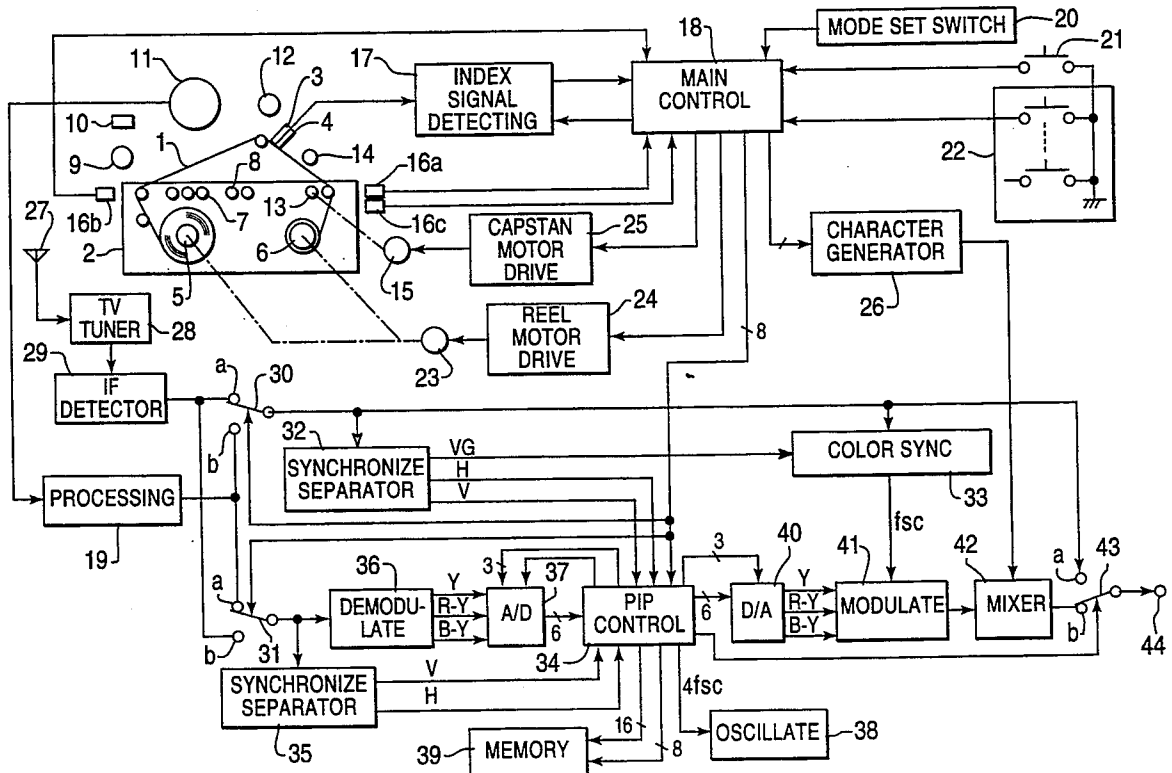 11
12
3
4
17
INDEX
SIGNAL
DETECTING
18
MAIN
CONTROL
MODE SET SWITCH
20
21
22
10
1
9
8
14
16a
16b
16c
7
13
2
5
6
15
CAPSTAN
MOTOR
DRIVE
25
CHARACTER
GENERATOR
26
27
TV
TUNER
28
REEL
MOTOR
DRIVE
24
23
8
29
IF
DETECTOR
a
30
b
32
SYNCHRONIZE
SEPARATOR
VG
H
V
COLOR SYNC
33
PROCESSING
19
fsc
a
31
b
36
DEMODU-
LATE
Y
R-Y
B-Y
3
37
A/D
6
PIP
CONTROL
34
3
6
40
D/A
Y
R-Y
B-Y
41
MODULATE
42
MIXER
a
43
b
44
SYNCHRONIZE
SEPARATOR
35
V
H
4fsc
16
8
39
MEMORY
OSCILLATE
38